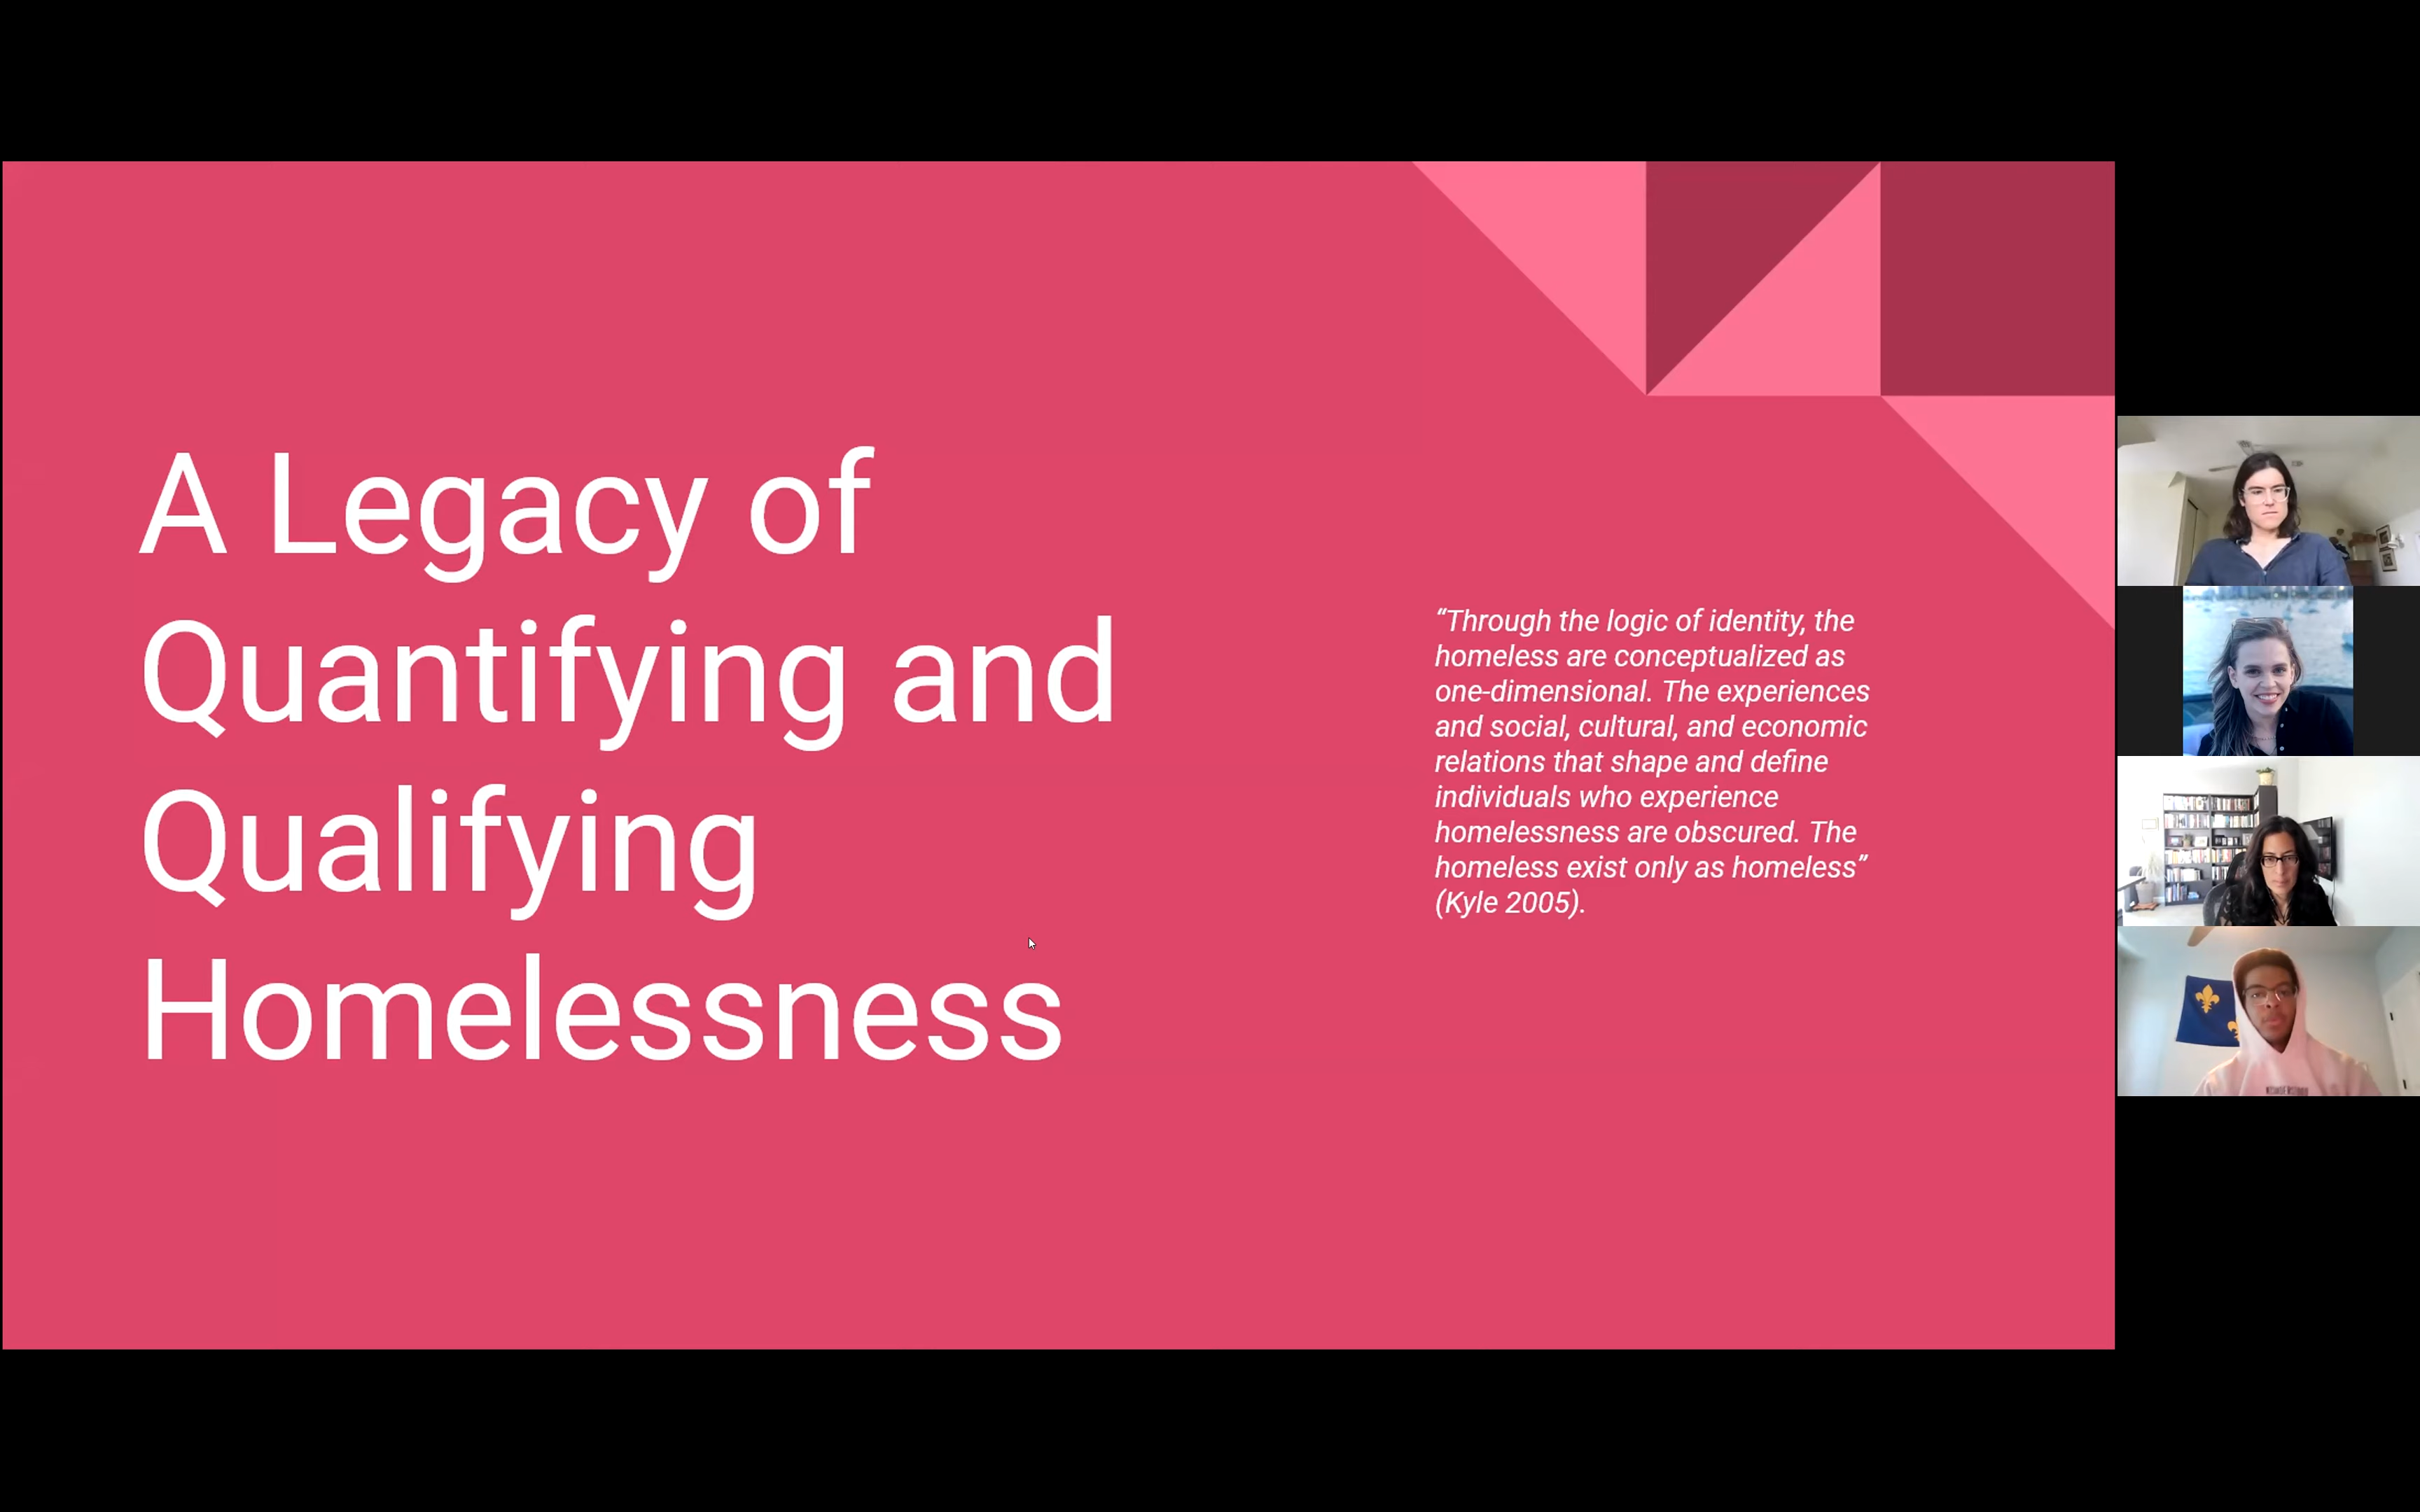 A Legacy of
Quantifying and
Qualifying
Homelessness
“Through the logic of identity, the
homeless are conceptualized as
one-dimensional. The experiences
and social, cultural, and economic
relations that shape and define
individuals who experience
homelessness are obscured. The
homeless exist only as homeless”
(Kyle 2005).